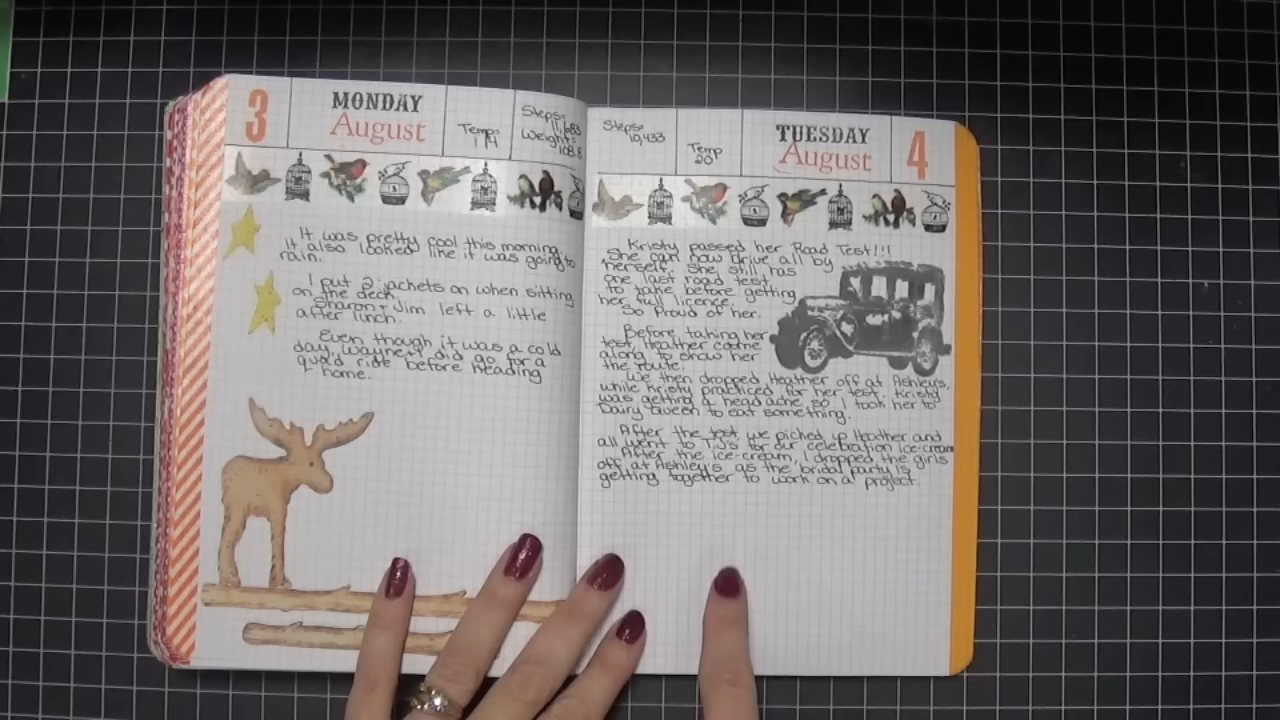 3
MONDAY
August
Temp:
Steps:
11,683
Weight:
108.8
It was pretty cool this morning.
It also looked like it was going to
rain.
I put 2 jackets on when sitting
on the deck.
Sharon + Jim left a little
after lunch.
Even though it was a cold
day, Wayne + I did go for a
quad ride before heading
home.
Steps:
10,433
Temp
20
TUESDAY
August
4
Kristy passed her Road Test!!!
She can now drive all by
herself. She still has
one last road test
to take before getting
her full licence.
So Proud of her.
Before taking her
test, Heather came
along to show her
the route.
We then dropped Heather off at Ashley's,
while Kristy practiced for her test. Kristy
was getting a head ache so I took her to
Dairy Queen to eat something.
After the test, we picked up Heather and
all went to TJ's for our celebration ice-cream
After the ice-cream, I dropped the girls
off at Ashley's as the bridal party is
getting together to work on a project.